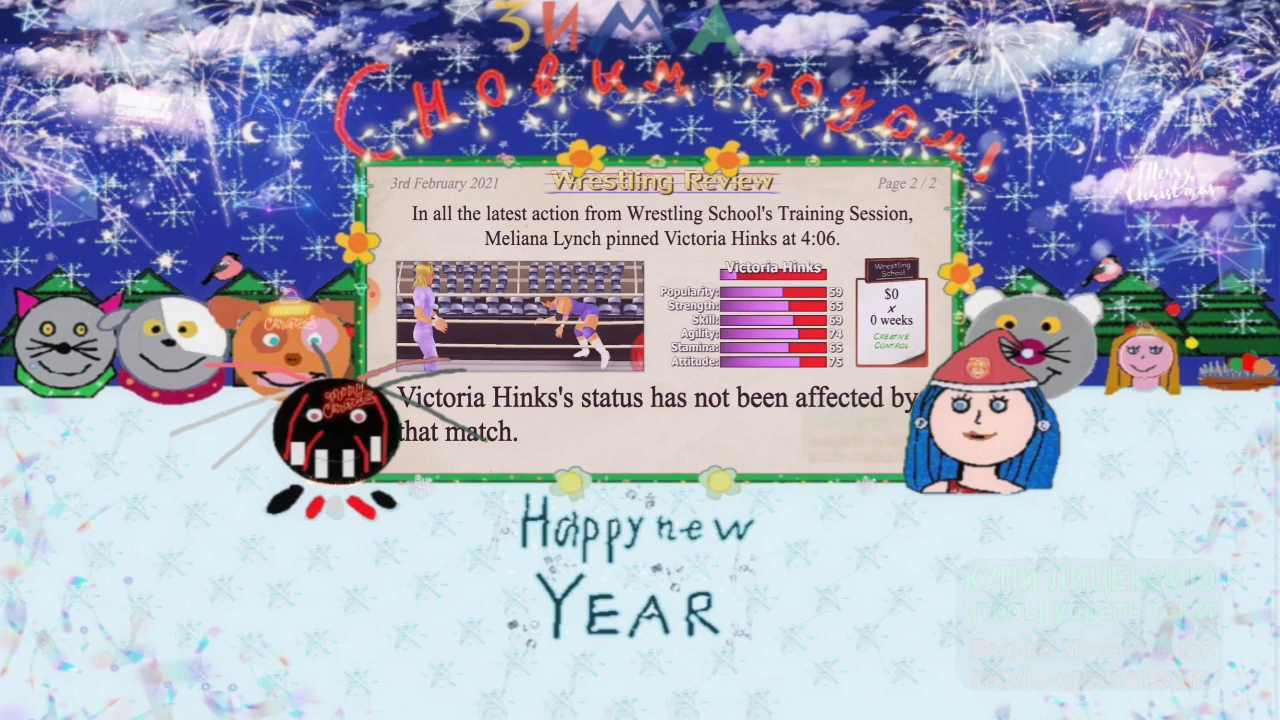 ЗИМА
С новым годом!
Merry Christmas
3rd February 2021
Wrestling Review
Page 2 / 2
In all the latest action from Wrestling School's Training Session,
Meliana Lynch pinned Victoria Hinks at 4:06.
Victoria Hinks
Popularity: 59
Strength: 65
Skill: 69
Agility: 74
Stamina: 65
Attitude: 75
Wrestling
School
$0
x
0 weeks
CREATIVE
CONTROL
Victoria Hinks's status has not been affected by
that match.
Merry
Christmas
Happy new
YEAR
КУПИ ЛИЦЕНЗИЮ
чтобы убрать текст